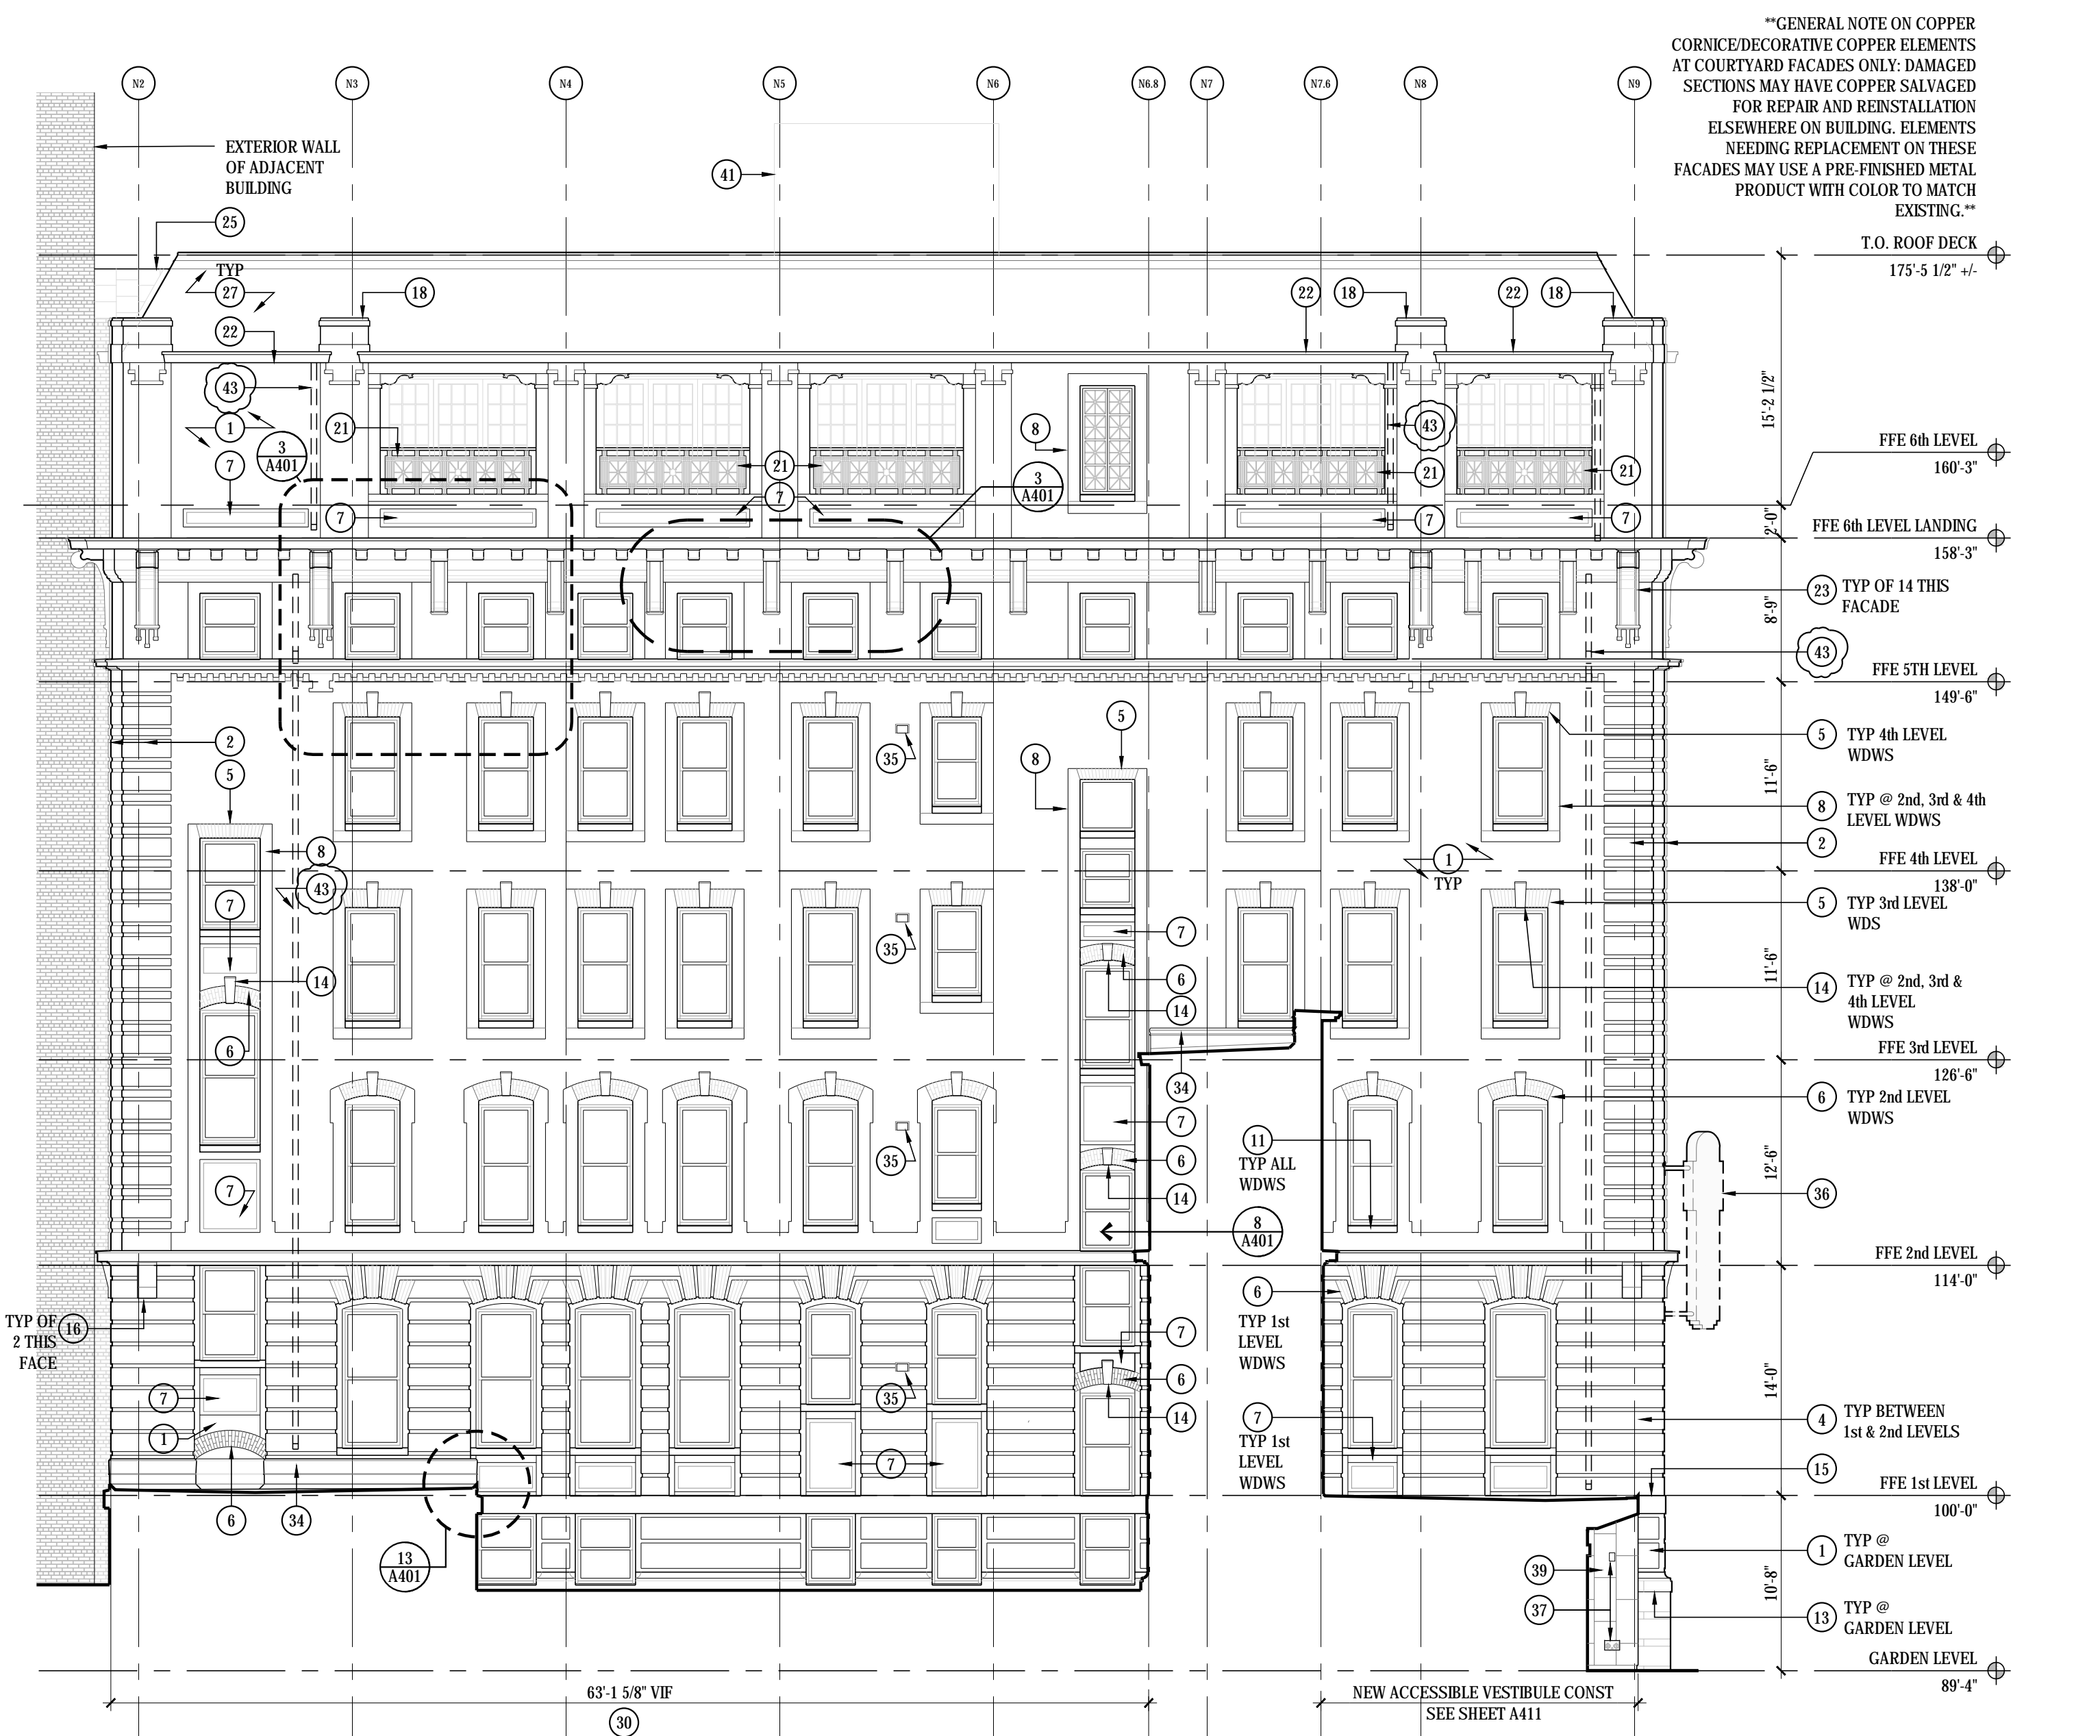 **GENERAL NOTE ON COPPER
CORNICE/DECORATIVE COPPER ELEMENTS
AT COURTYARD FACADES ONLY: DAMAGED
SECTIONS MAY HAVE COPPER SALVAGED
FOR REPAIR AND REINSTALLATION
ELSEWHERE ON BUILDING. ELEMENTS
NEEDING REPLACEMENT ON THESE
FACADES MAY USE A PRE-FINISHED METAL
PRODUCT WITH COLOR TO MATCH
EXISTING.**
N2 N3 N4 N5 N6 N6.8 N7 N7.6 N8 N9
EXTERIOR WALL
OF ADJACENT
BUILDING
41
25
T.O. ROOF DECK
175'-5 1/2" +/-
TYP
27
18
22
18
22
18
22
43
15'-2 1/2"
1
21
8
43
3
A401
FFE 6th LEVEL
160'-3"
7
21
21
21
3
A401
7
7
7
7
2'-0"
FFE 6th LEVEL LANDING
158'-3"
23
TYP OF 14 THIS
FACADE
8'-9"
43
FFE 5TH LEVEL
149'-6"
5
2
5
TYP 4th LEVEL
WDWS
35
8
5
11'-6"
8
TYP @ 2nd, 3rd & 4th
LEVEL WDWS
2
8
1
TYP
FFE 4th LEVEL
138'-0"
43
7
5
TYP 3rd LEVEL
WDS
7
35
11'-6"
14
6
14
TYP @ 2nd, 3rd &
4th LEVEL
WDWS
14
6
FFE 3rd LEVEL
126'-6"
34
6
TYP 2nd LEVEL
WDWS
7
11
TYP ALL
WDWS
35
6
12'-6"
7
14
36
8
A401
FFE 2nd LEVEL
114'-0"
6
TYP 1st
LEVEL
WDWS
TYP OF
2 THIS
FACE
16
7
6
35
7
14'-0"
14
7
TYP 1st
LEVEL
WDWS
4
TYP BETWEEN
1st & 2nd LEVELS
1
7
15
FFE 1st LEVEL
100'-0"
6
34
13
A401
1
TYP @
GARDEN LEVEL
39
10'-8"
37
13
TYP @
GARDEN LEVEL
GARDEN LEVEL
89'-4"
63'-1 5/8" VIF
30
NEW ACCESSIBLE VESTIBULE CONST
SEE SHEET A411